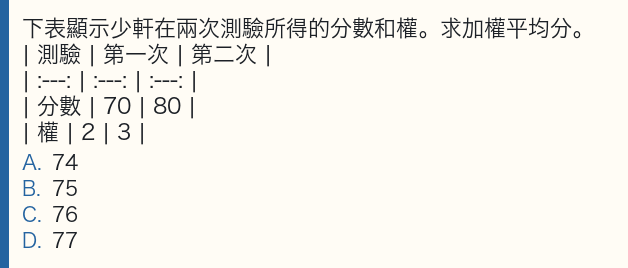 下表顯示少軒在兩次測驗所得的分數和權。求加權平均分。
| 測驗 | 第一次 | 第二次 |
| :---: | :---: | :---: |
| 分數 | 70 | 80 |
| 權 | 2 | 3 |
A. 74
B. 75
C. 76
D. 77